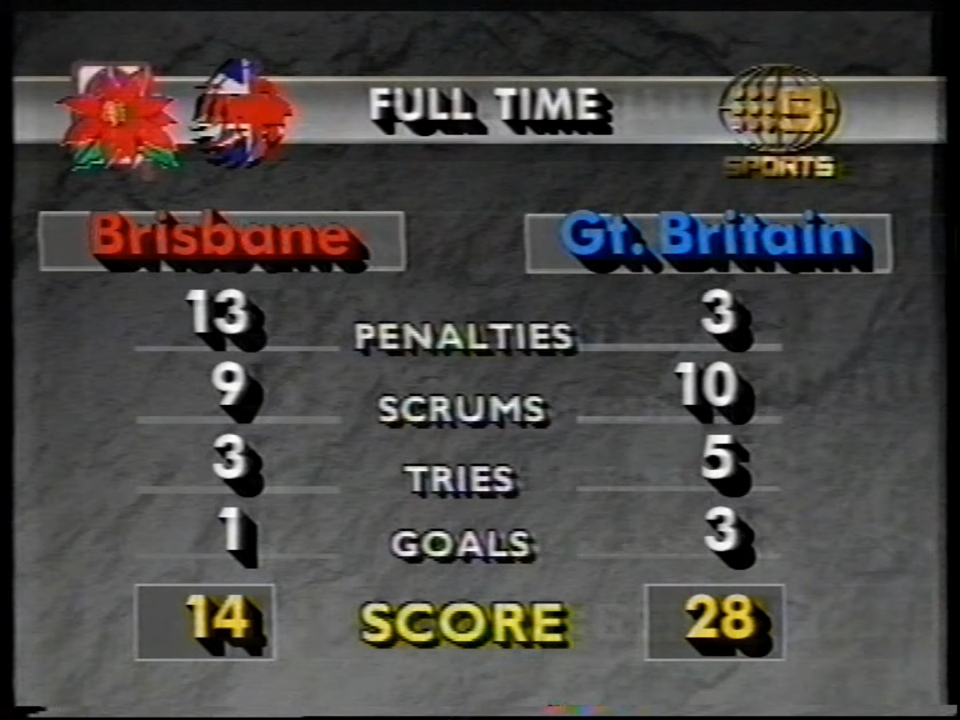 FULL TIME
9
SPORTS
Brisbane Gt. Britain
13 PENALTIES 3
9 SCRUMS 10
3 TRIES 5
1 GOALS 3
14 SCORE 28